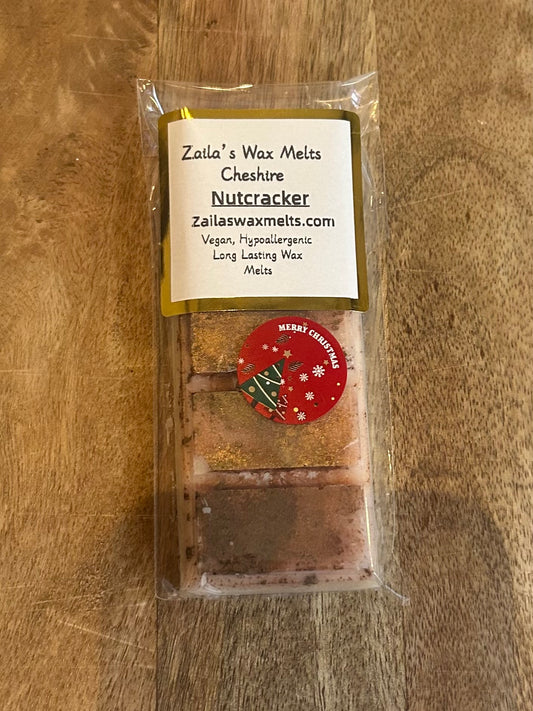 Zaila's Wax Melts
Cheshire
Nutcracker
Zailaswaxmelts.com
Vegan, Hypoallergenic
Long Lasting Wax
Melts
MERRY CHRISTMAS